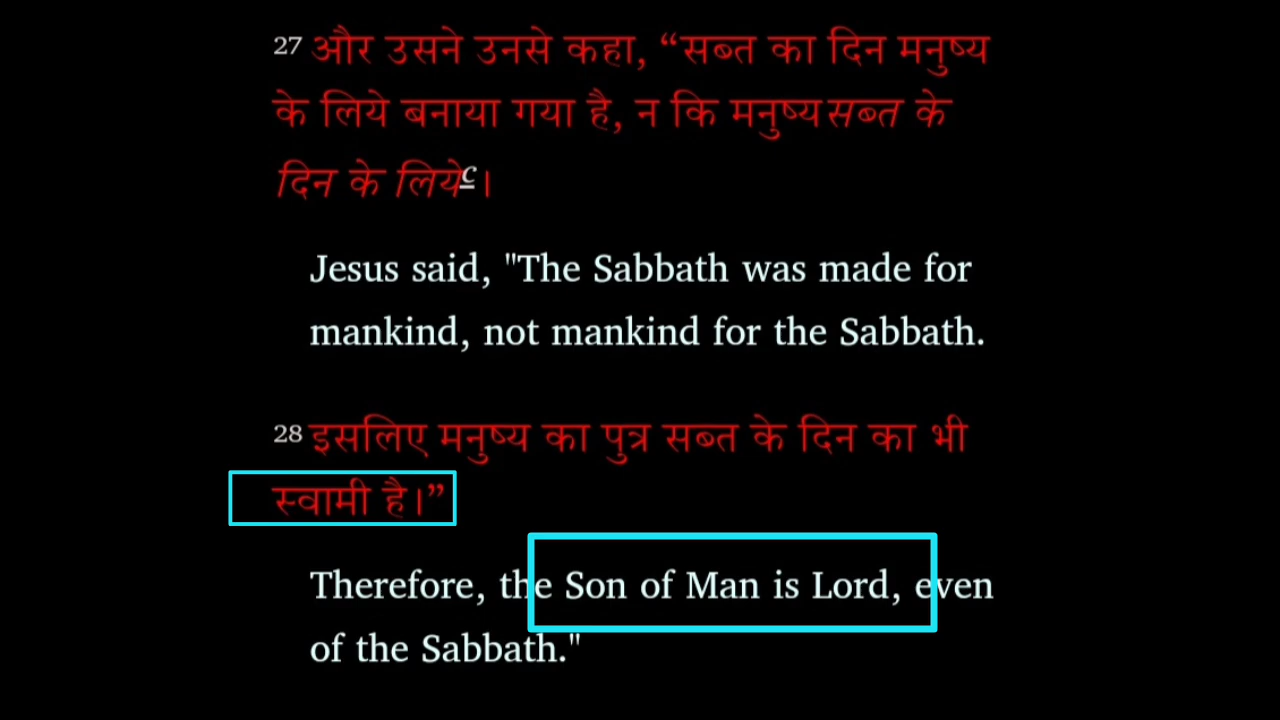 27 और उसने उनसे कहा, “सब्त का दिन मनुष्य
के लिये बनाया गया है, न कि मनुष्य सब्त के
दिन के लिये c।
Jesus said, "The Sabbath was made for
mankind, not mankind for the Sabbath.
28 इसलिए मनुष्य का पुत्र सब्त के दिन का भी
स्वामी है।”
Therefore, the Son of Man is Lord, even
of the Sabbath."